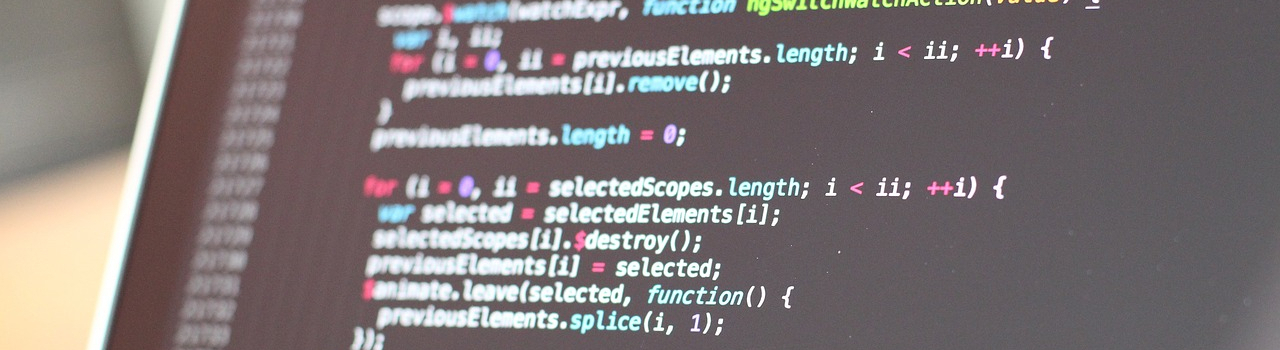 scope.$watch(watchExpr, function ngSwitchWatchAction(value) {
var i, ii;
for (i = 0, ii = previousElements.length; i < ii; ++i) {
previousElements[i].remove();
}
previousElements.length = 0;
for (i = 0, ii = selectedScopes.length; i < ii; ++i) {
var selected = selectedElements[i];
selectedScopes[i].$destroy();
previousElements[i] = selected;
$animate.leave(selected, function() {
previousElements.splice(i, 1);
});